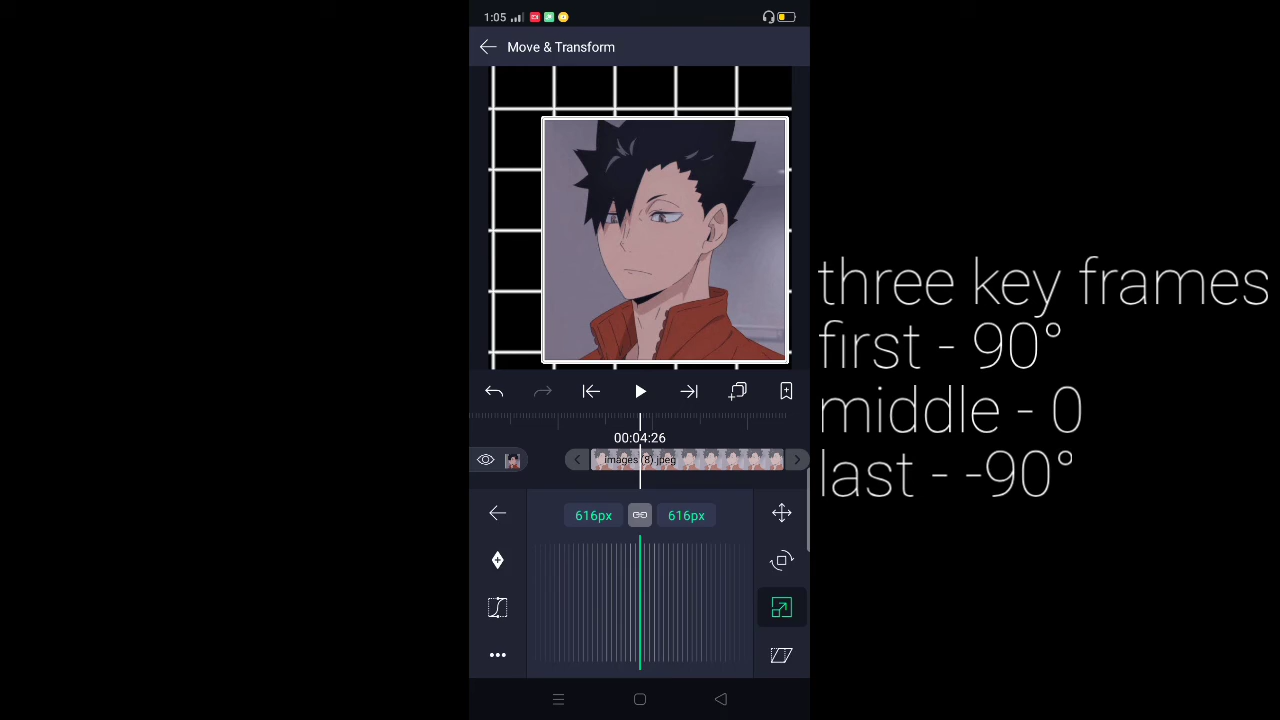 1:05
Move & Transform
three key frames
first - 90°
middle - 0
last - -90°
00:04:26
images (8).jpeg
616px
616px